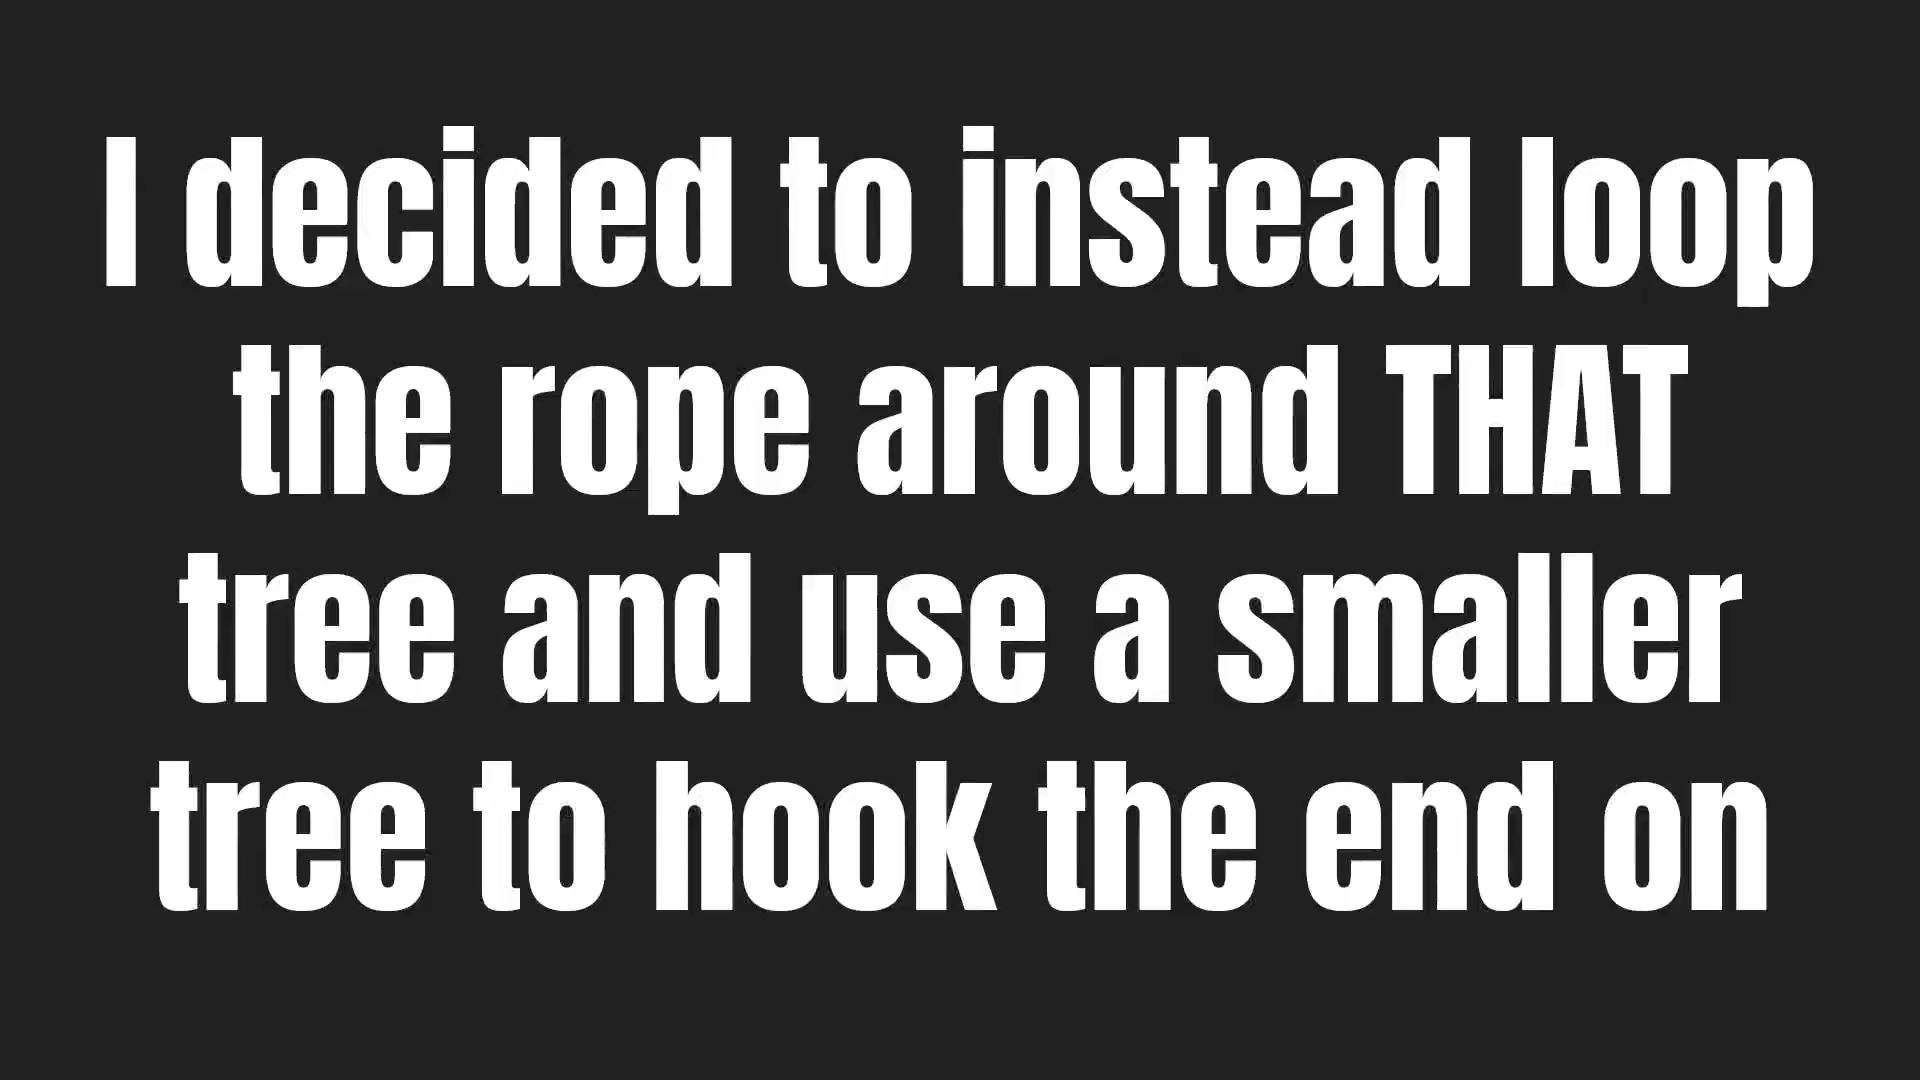 I decided to instead loop
the rope around THAT
tree and use a smaller
tree to hook the end on